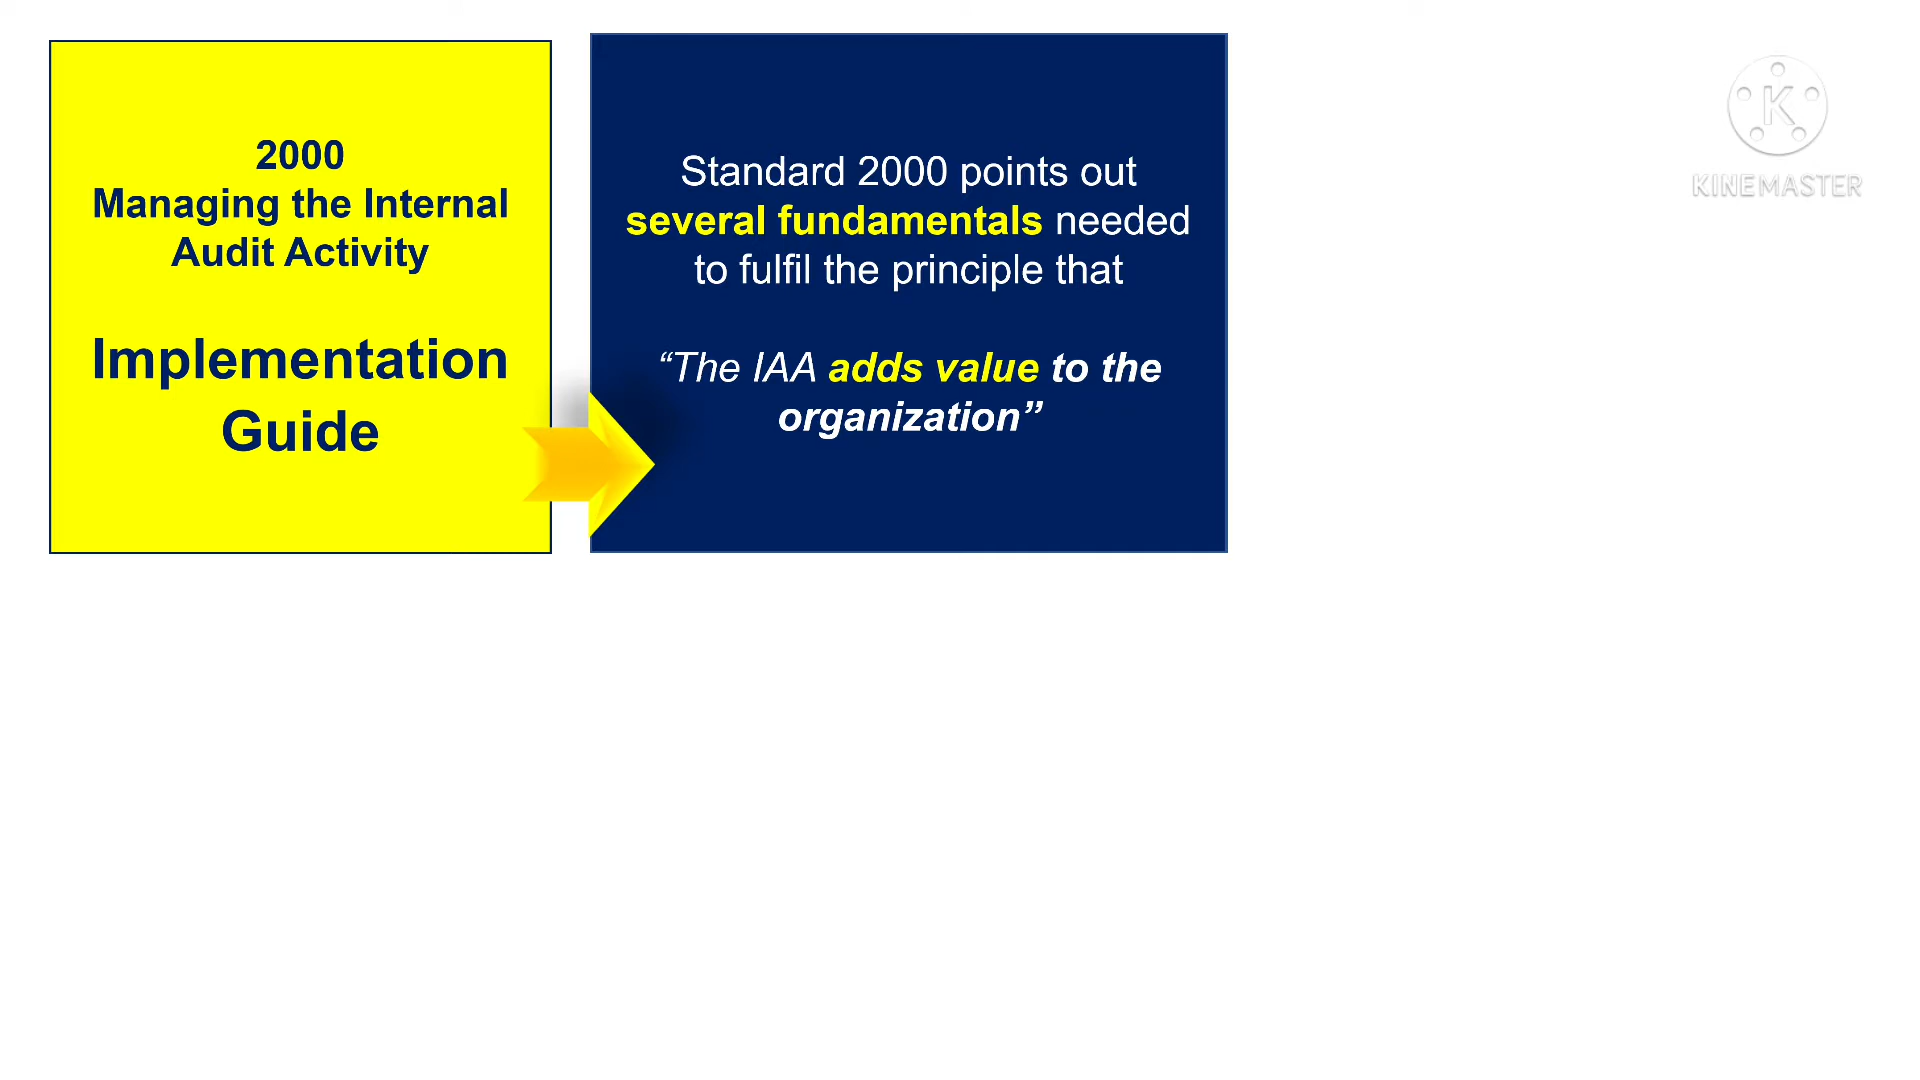 2000
Managing the Internal
Audit Activity
Implementation
Guide
Standard 2000 points out
several fundamentals needed
to fulfil the principle that
“The IAA adds value to the
organization”
K
KINEMASTER